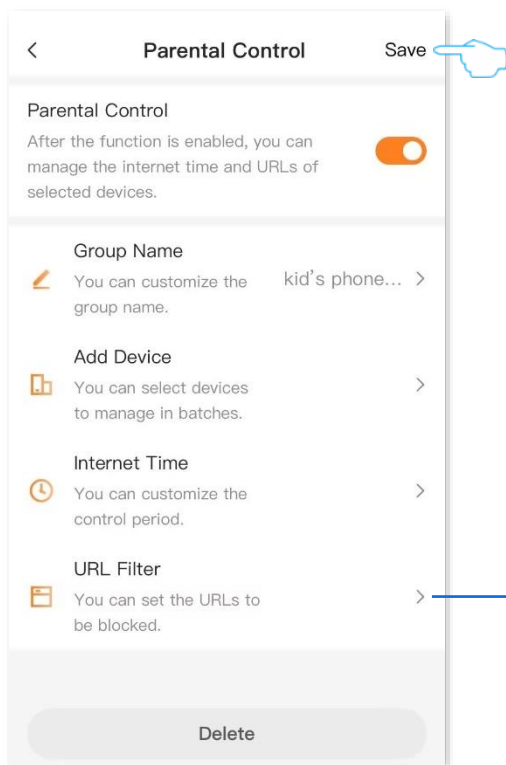 Parental Control
Save
Parental Control
After the function is enabled, you can
manage the internet time and URLs of
selected devices.
Group Name
You can customize the
group name.
kid's phone...
Add Device
You can select devices
to manage in batches.
Internet Time
You can customize the
control period.
URL Filter
You can set the URLs to
be blocked.
Delete